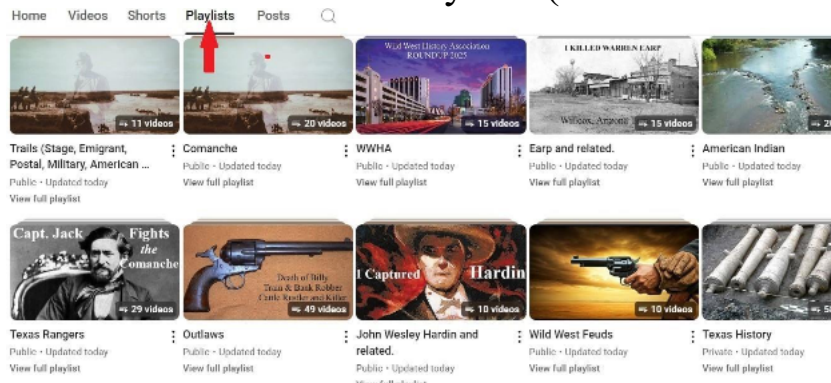 Home Videos Shorts Playlists Posts
Wild West History Association
ROUNDUP 2025
I KILLED WARREN EARP
Willcox, Arizona
11 videos
20 videos
15 videos
15 videos
Trails (Stage, Emigrant,
Postal, Military, American ...
Public • Updated today
View full playlist
Comanche
Public • Updated today
View full playlist
WWHA
Public • Updated today
View full playlist
Earp and related.
Public • Updated today
View full playlist
American Indian
Public • Updated today
View full playlist
Capt. Jack Fights
the
Comanche
29 videos
Death of Billy
Train & Bank Robber
Cattle Rustler and Killer
49 videos
I Captured Hardin
10 videos
10 videos
Texas Rangers
Public • Updated today
View full playlist
Outlaws
Public • Updated today
View full playlist
John Wesley Hardin and
related.
Public • Updated today
Wild West Feuds
Public • Updated today
View full playlist
Texas History
Private • Updated today
View full playlist